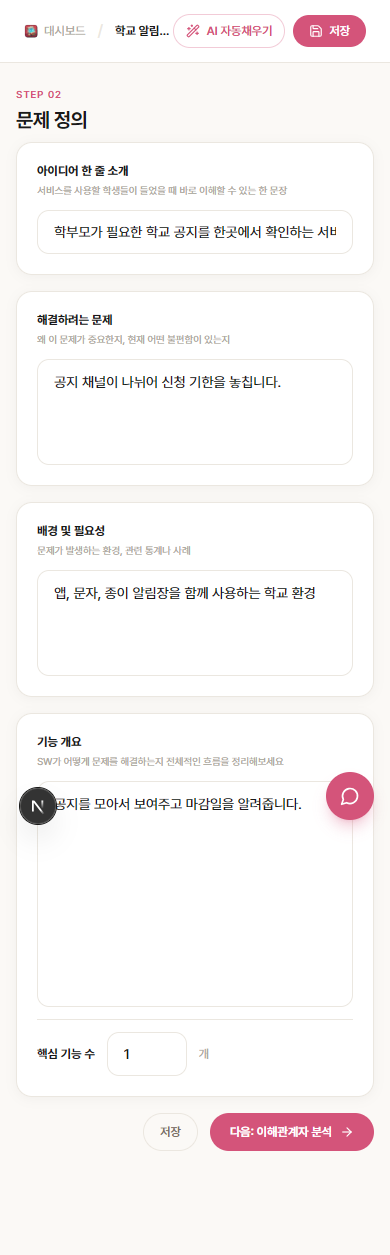 대시보드 / 학교 알림... AI 자동채우기 저장
STEP 02
문제 정의
아이디어 한 줄 소개
서비스를 사용할 학생들이 들었을 때 바로 이해할 수 있는 한 문장
학부모가 필요한 학교 공지를 한곳에서 확인하는
해결하려는 문제
왜 이 문제가 중요한지, 현재 어떤 불편함이 있는지
공지 채널이 나뉘어 신청 기한을 놓칩니다.
배경 및 필요성
문제가 발생하는 환경, 관련 통계나 사례
앱, 문자, 종이 알림장을 함께 사용하는 학교 환경
기능 개요
SW가 어떻게 문제를 해결하는지 전체적인 흐름을 정리해보세요
공지를 모아서 보여주고 마감일을 알려줍니다.
N
핵심 기능 수 1 개
저장 다음: 이해관계자 분석 →